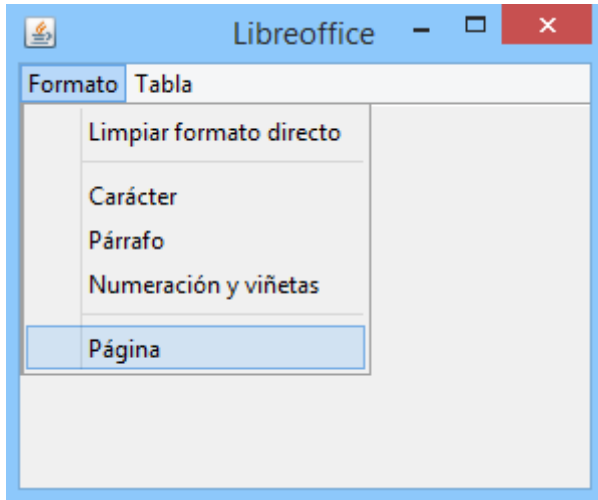 Libreoffice
Formato Tabla
Limpiar formato directo
Carácter
Párrafo
Numeración y viñetas
Página